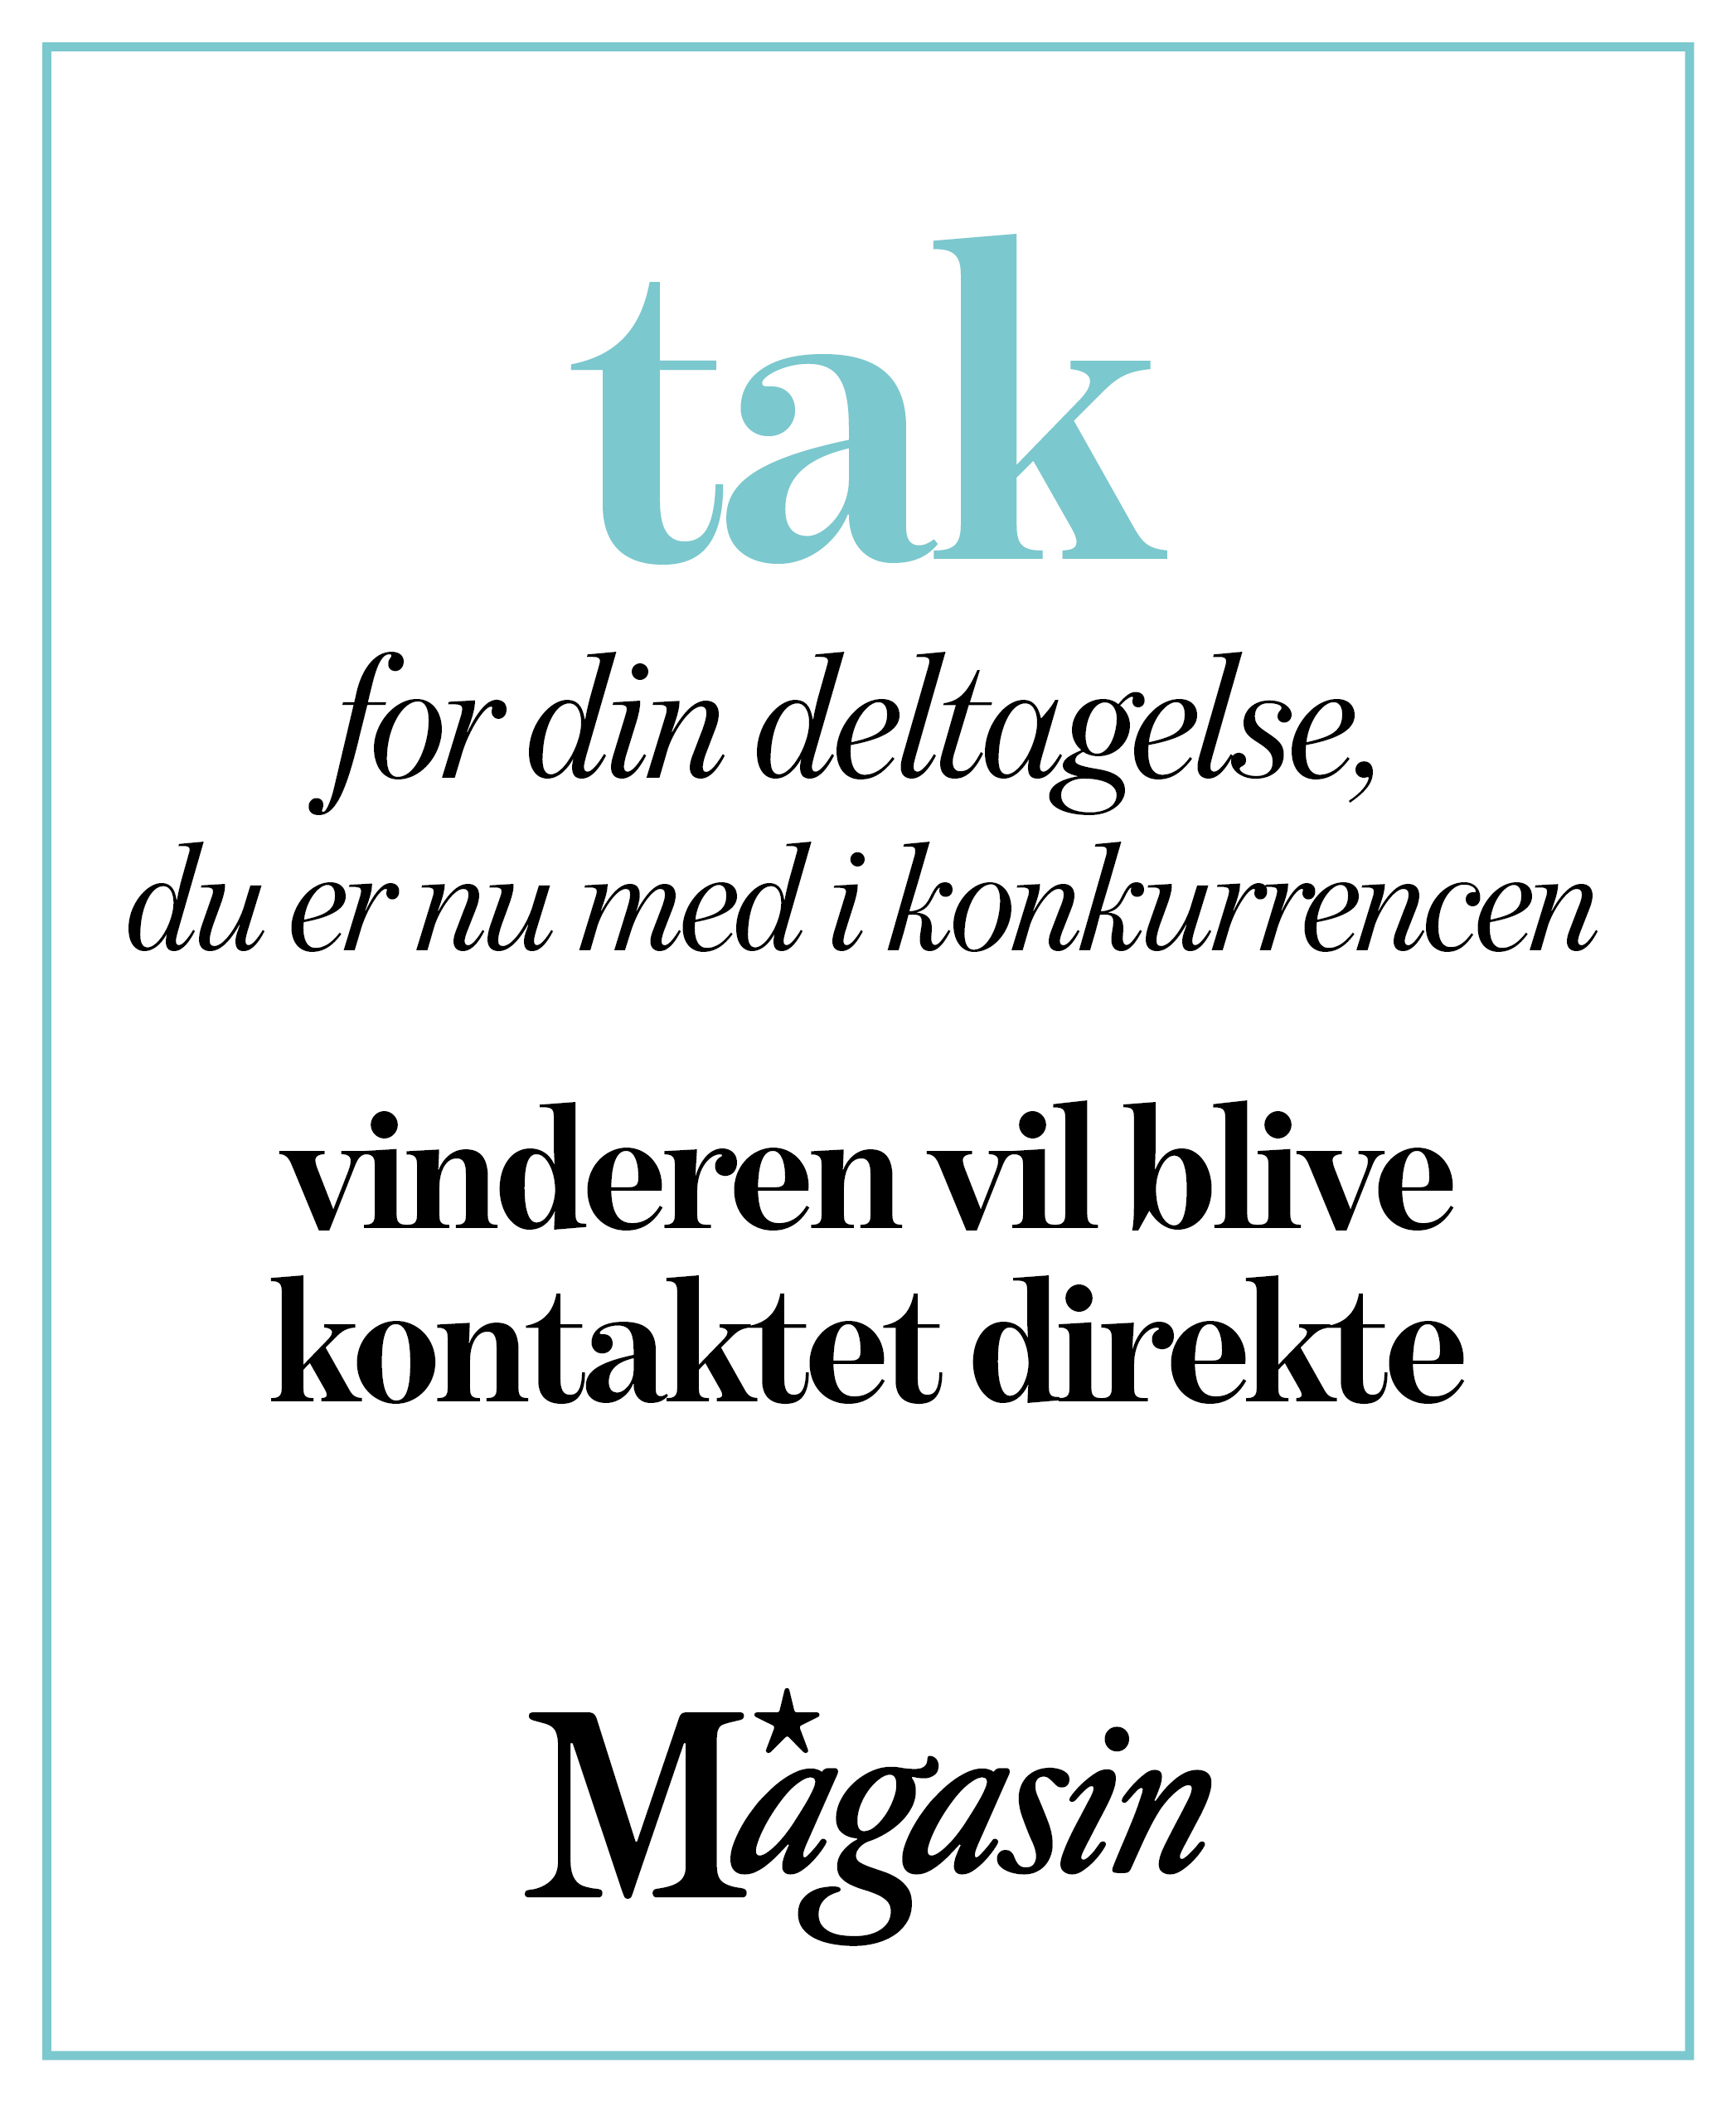 tak
for din deltagelse,
du er nu med i konkurrencen
vinderen vil blive
kontaktet direkte
Magasin